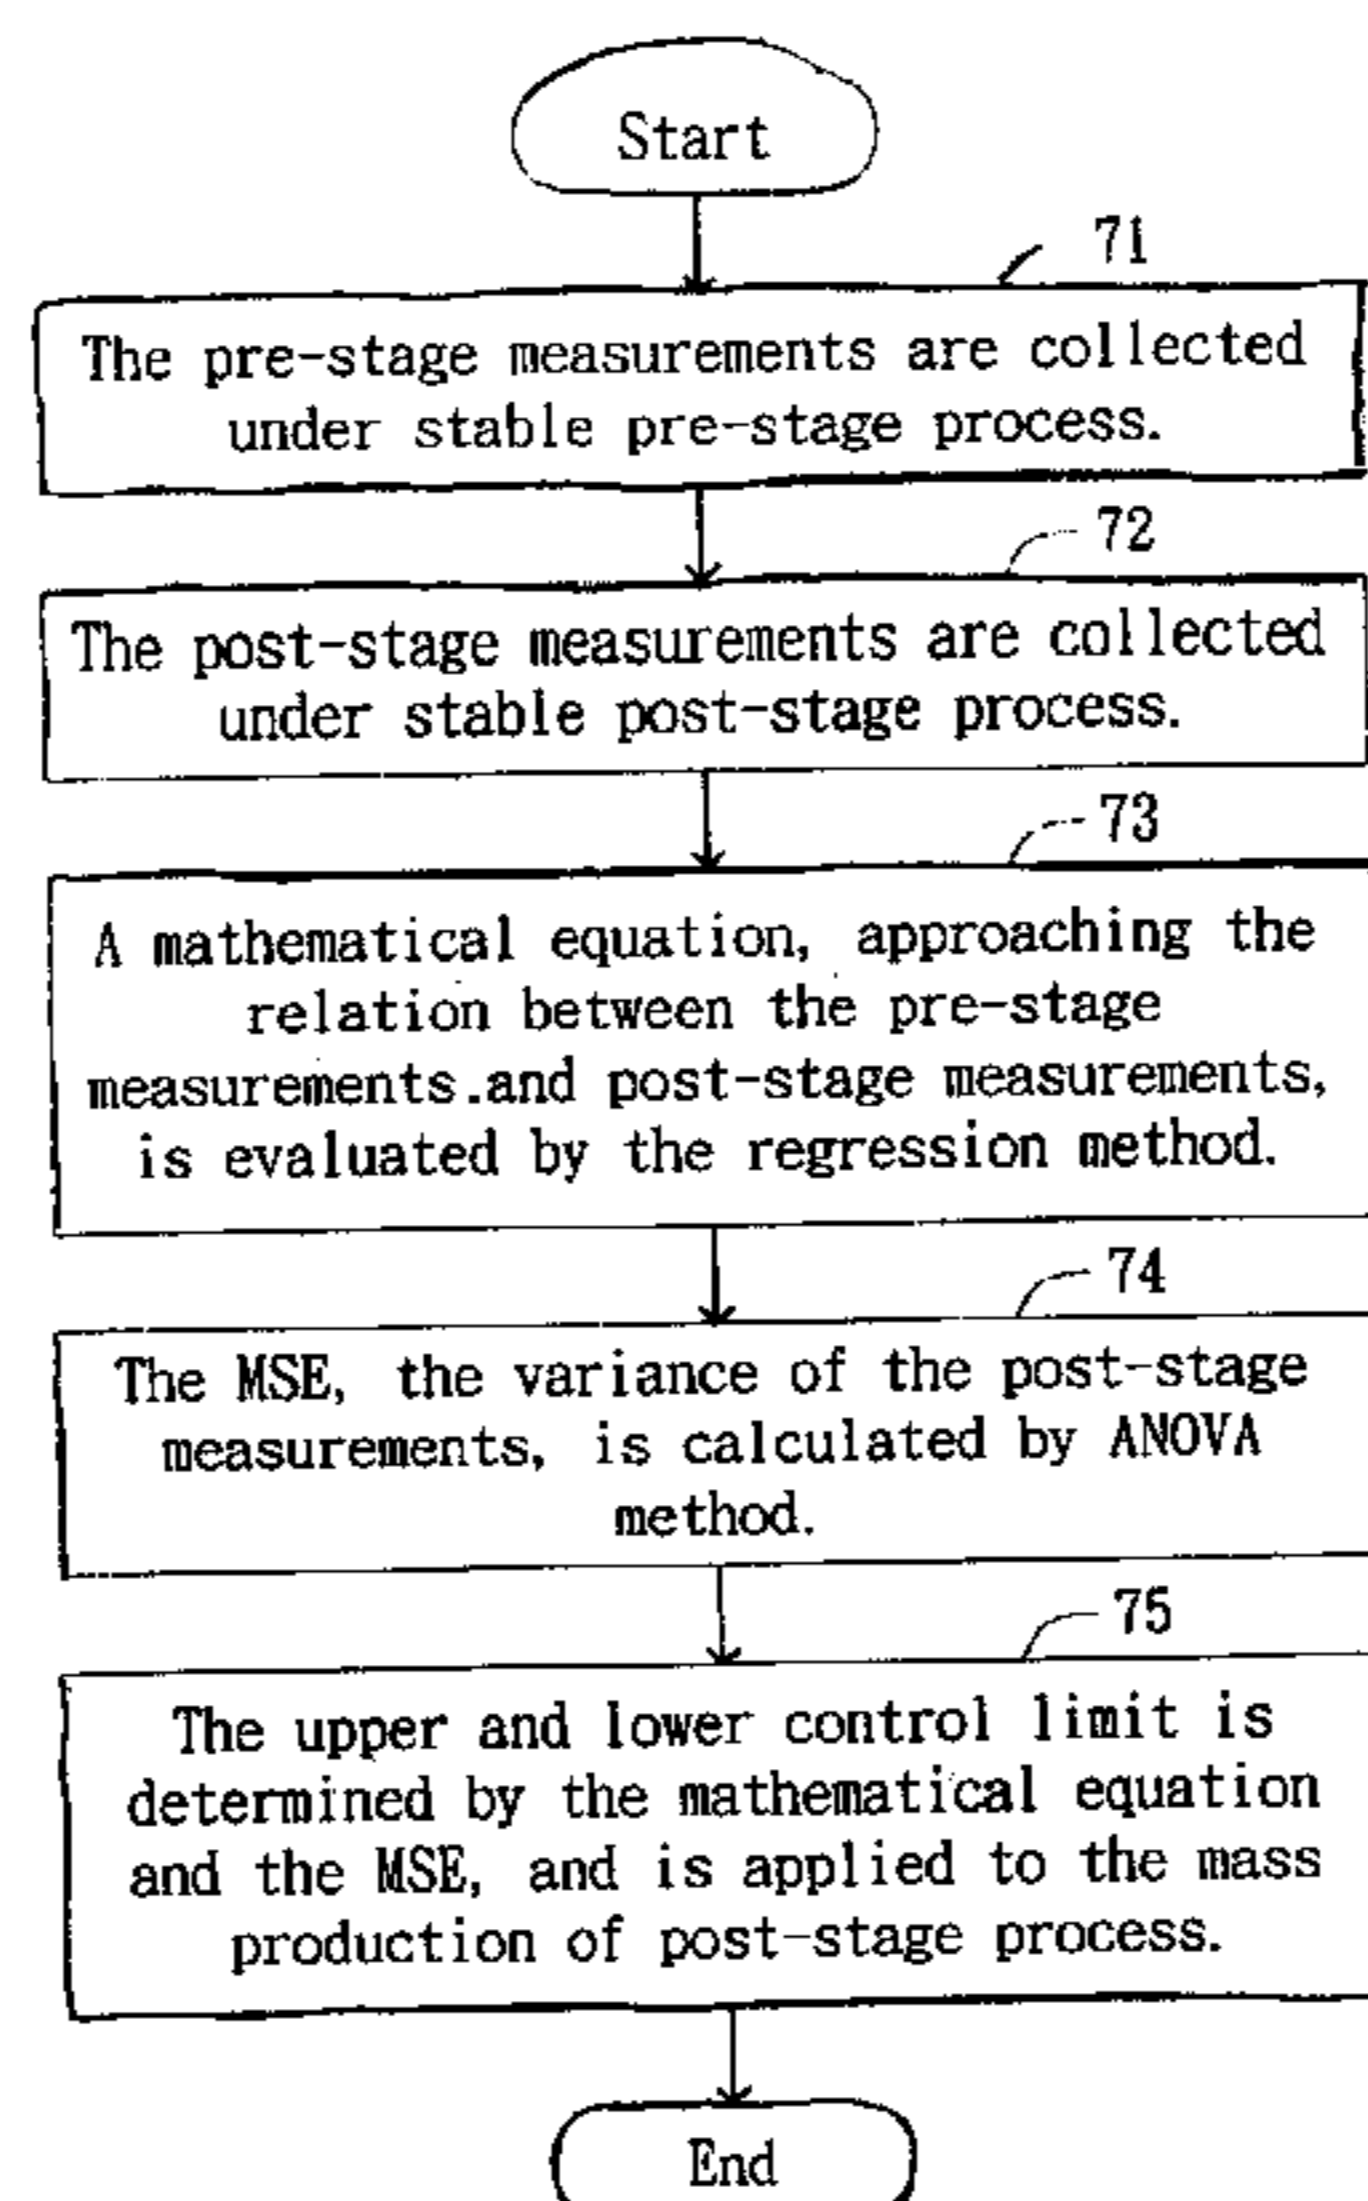 Start
71
The pre-stage measurements are collected
under stable pre-stage process.
72
The post-stage measurements are collected
under stable post-stage process.
73
A mathematical equation, approaching the
relation between the pre-stage
measurements.and post-stage measurements,
is evaluated by the regression method.
74
The MSE, the variance of the post-stage
measurements, is calculated by ANOVA
method.
75
The upper and lower control limit is
determined by the mathematical equation
and the MSE, and is applied to the mass
production of post-stage process.
End